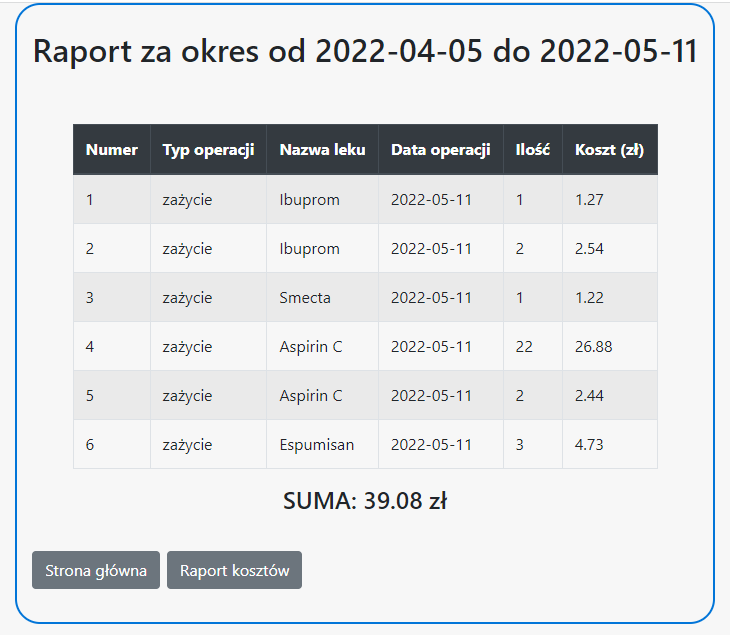 Raport za okres od 2022-04-05 do 2022-05-11
Numer Typ operacji Nazwa leku Data operacji Ilość Koszt (zł)
1 zażycie Ibuprom 2022-05-11 1 1.27
2 zażycie Ibuprom 2022-05-11 2 2.54
3 zażycie Smecta 2022-05-11 1 1.22
4 zażycie Aspirin C 2022-05-11 22 26.88
5 zażycie Aspirin C 2022-05-11 2 2.44
6 zażycie Espumisan 2022-05-11 3 4.73
SUMA: 39.08 zł
Strona główna Raport kosztów